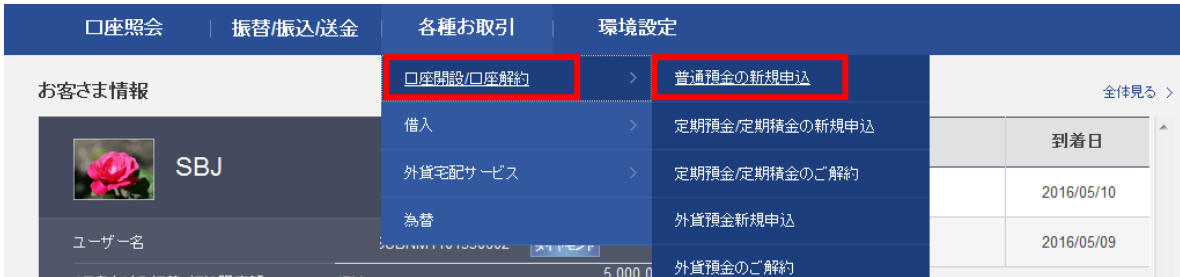 口座照会 振替/振込/送金 各種お取引 環境設定
お客さま情報
全体見る >
口座開設/口座解約 >
普通預金の新規申込
借入 >
定期預金/定期積金の新規申込
外貨宅配サービス >
定期預金/定期積金のご解約
為替
外貨預金新規申込
外貨預金のご解約
到着日
SBJ
2016/05/10
ユーザー名
2016/05/09